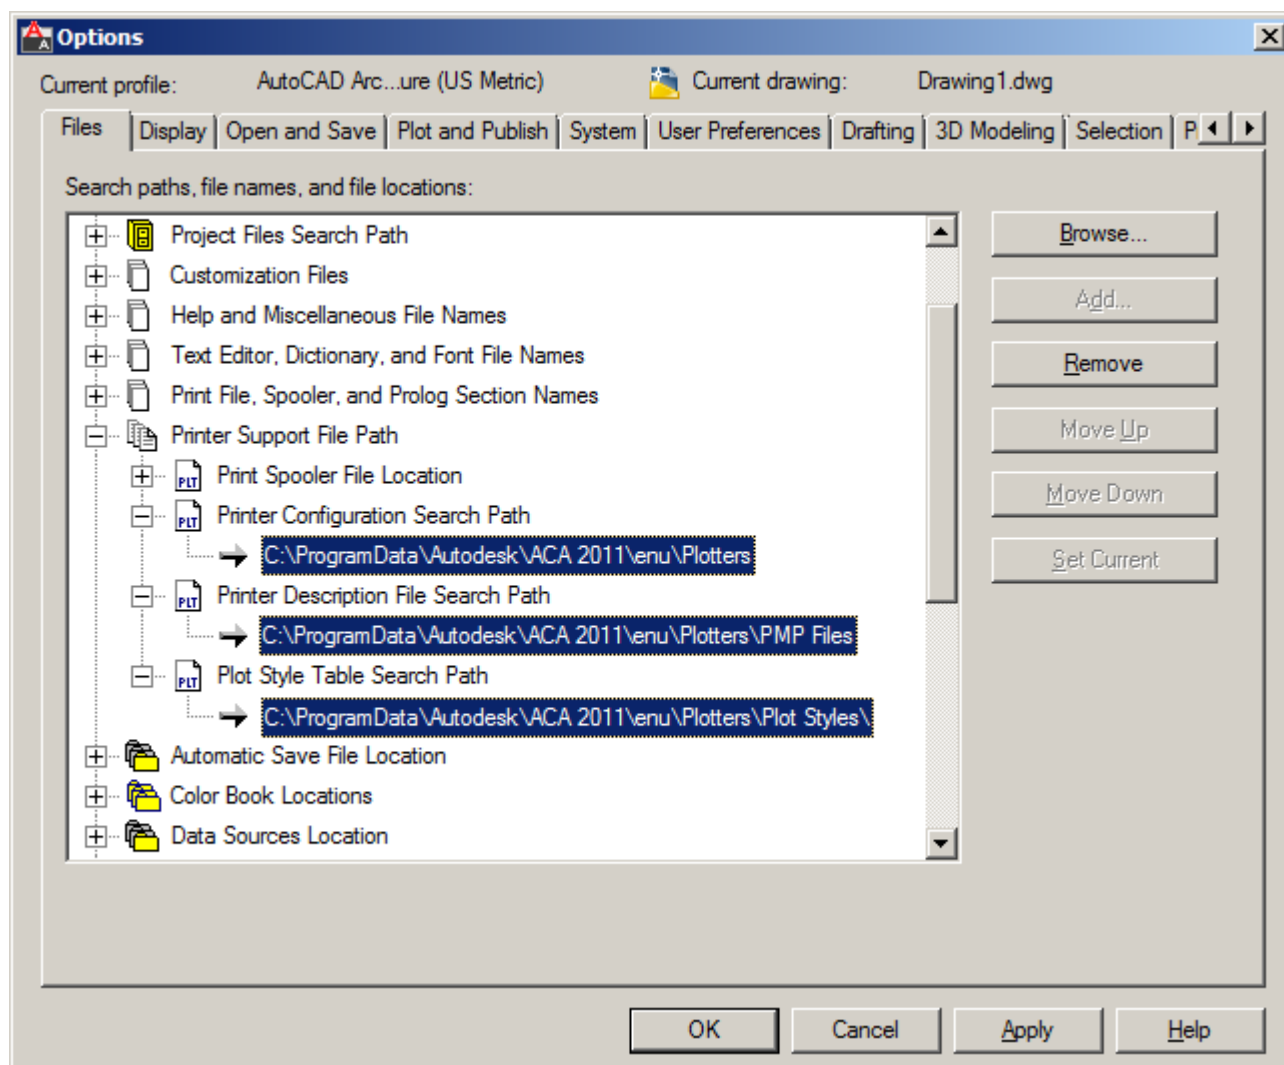 Options
Current profile: AutoCAD Arc...ure (US Metric) Current drawing: Drawing1.dwg
Files Display Open and Save Plot and Publish System User Preferences Drafting 3D Modeling Selection P
Search paths, file names, and file locations:
Project Files Search Path
Browse...
Customization Files
Add...
Help and Miscellaneous File Names
Text Editor, Dictionary, and Font File Names
Remove
Print File, Spooler, and Prolog Section Names
Printer Support File Path
Move Up
PLT Print Spooler File Location
Move Down
PLT Printer Configuration Search Path
C:\ProgramData\Autodesk\ACA 2011\enu\Plotters
Set Current
PLT Printer Description File Search Path
C:\ProgramData\Autodesk\ACA 2011\enu\Plotters\PMP Files
PLT Plot Style Table Search Path
C:\ProgramData\Autodesk\ACA 2011\enu\Plotters\Plot Styles\
Automatic Save File Location
Color Book Locations
Data Sources Location
OK Cancel Apply Help